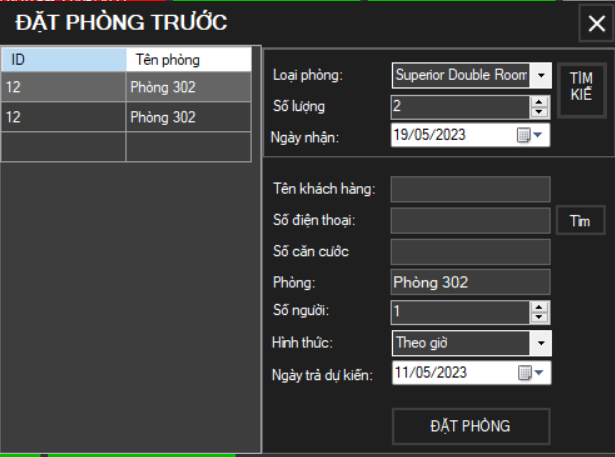 ĐẶT PHÒNG TRƯỚC
ID Tên phòng
12 Phòng 302
12 Phòng 302
Loại phòng: Superior Double Room
TÌM
KIẾ
Số lượng 2
Ngày nhận: 19/05/2023
Tên khách hàng:
Số điện thoại: Tìm
Số căn cước
Phòng: Phòng 302
Số người: 1
Hình thức: Theo giờ
Ngày trả dự kiến: 11/05/2023
ĐẶT PHÒNG